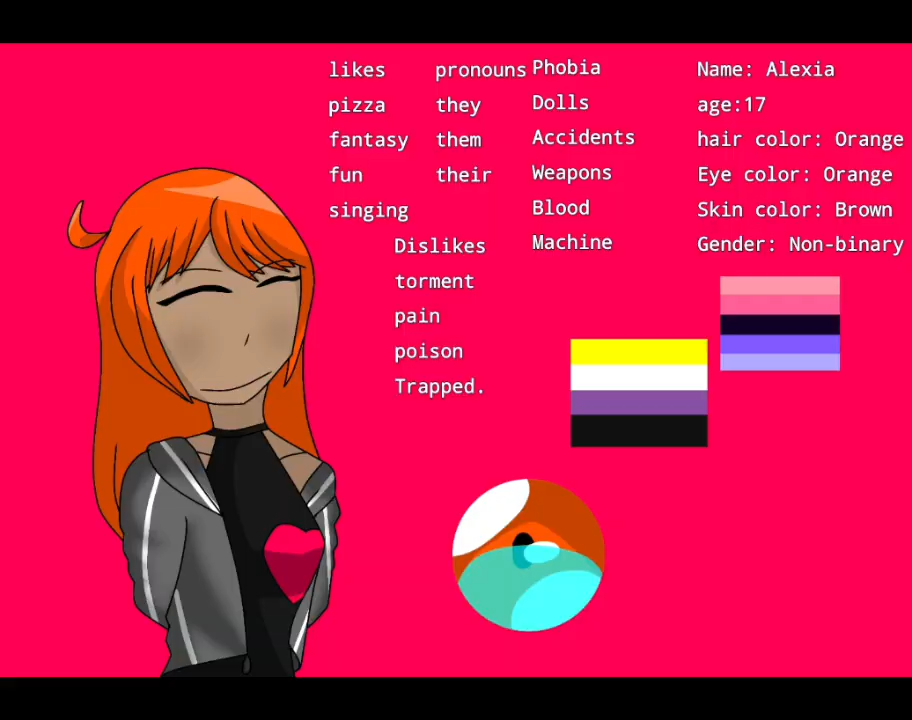 likes
pizza
fantasy
fun
singing
pronouns
they
them
their
Dislikes
torment
pain
poison
Trapped.
Phobia
Dolls
Accidents
Weapons
Blood
Machine
Name: Alexia
age:17
hair color: Orange
Eye color: Orange
Skin color: Brown
Gender: Non-binary